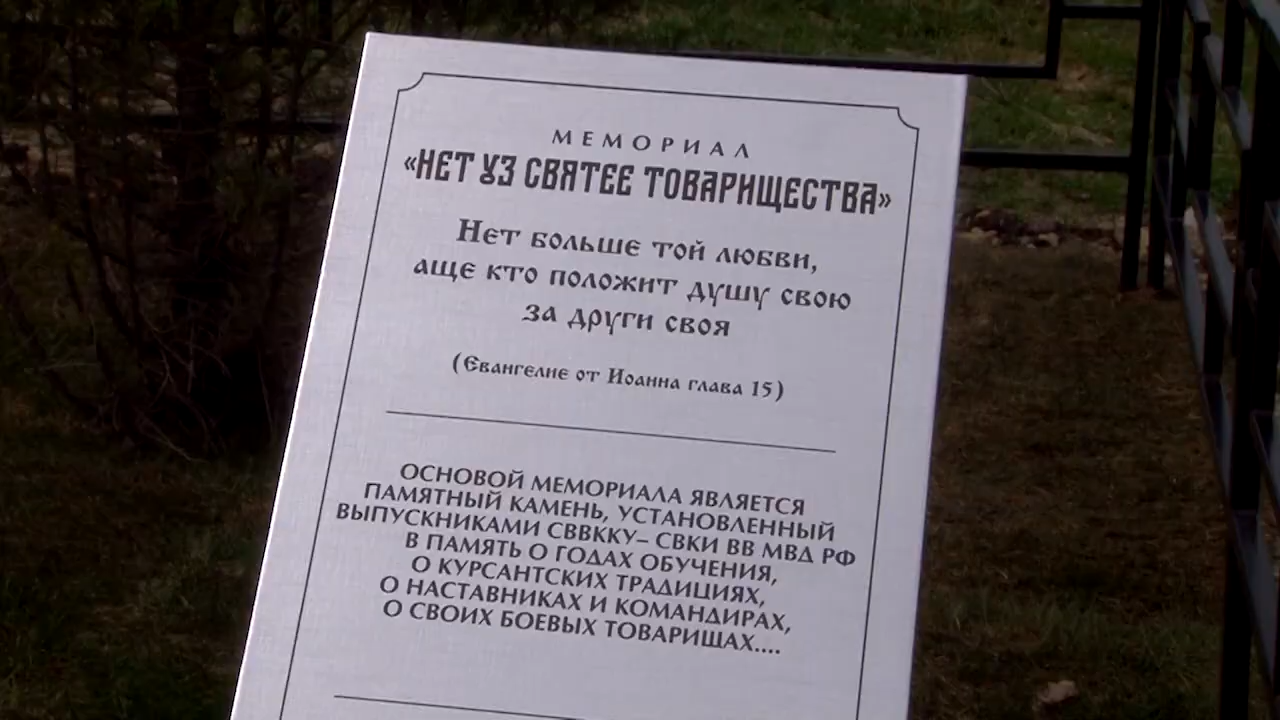 МЕМОРИАЛ
«НЕТ УЗ СВЯТЕЕ ТОВАРИЩЕСТВА»
Нет больше той любви,
аще кто положит душу свою
за други своя
(Евангелие от Иоанна глава 15)
ОСНОВОЙ МЕМОРИАЛА ЯВЛЯЕТСЯ
ПАМЯТНЫЙ КАМЕНЬ, УСТАНОВЛЕННЫЙ
ВЫПУСКНИКАМИ СВВККУ– СВКИ ВВ МВД РФ
В ПАМЯТЬ О ГОДАХ ОБУЧЕНИЯ,
О КУРСАНТСКИХ ТРАДИЦИЯХ,
О НАСТАВНИКАХ И КОМАНДИРАХ,
О СВОИХ БОЕВЫХ ТОВАРИЩАХ....